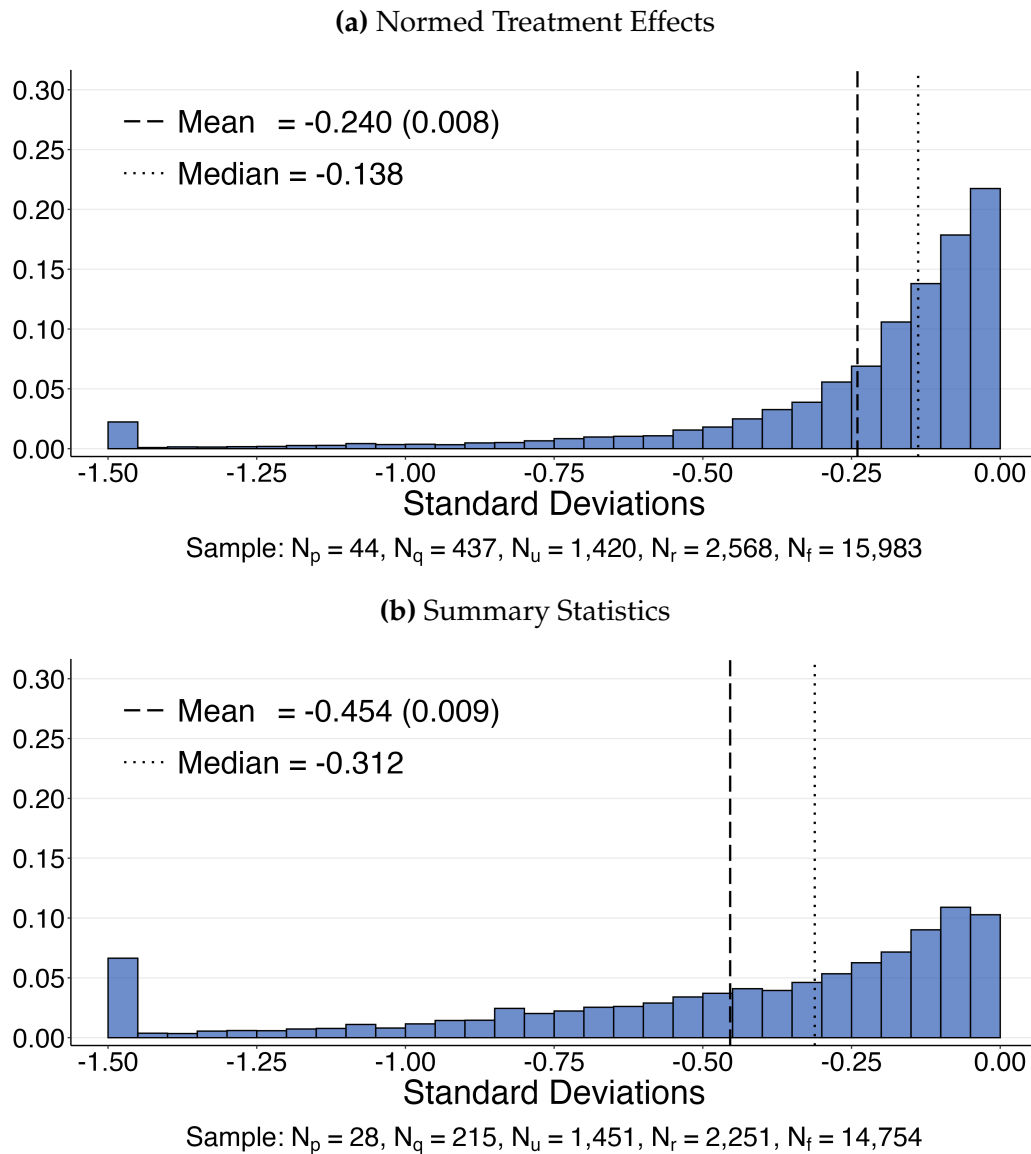 (a) Normed Treatment Effects
0.30
Mean = -0.240 (0.008)
0.25
Median = -0.138
0.20
0.15
0.10
0.05
0.00
-1.50 -1.25 -1.00 -0.75 -0.50 -0.25 0.00
Standard Deviations
Sample: Nₚ = 44, N_q = 437, Nᵤ = 1,420, Nᵣ = 2,568, N_f = 15,983
(b) Summary Statistics
0.30
Mean = -0.454 (0.009)
0.25
Median = -0.312
0.20
0.15
0.10
0.05
0.00
-1.50 -1.25 -1.00 -0.75 -0.50 -0.25 0.00
Standard Deviations
Sample: Nₚ = 28, N_q = 215, Nᵤ = 1,451, Nᵣ = 2,251, N_f = 14,754